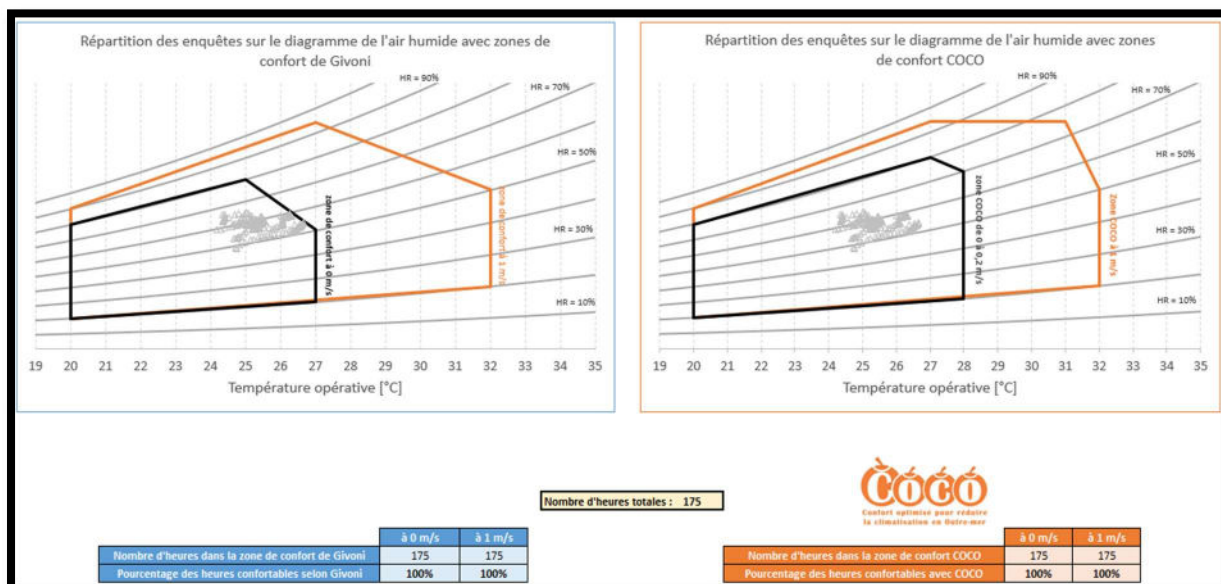 Répartition des enquêtes sur le diagramme de l'air humide avec zones de
confort de Givoni
HR = 90%
HR = 70%
HR = 50%
HR = 30%
HR = 10%
zone de confort à 0 m/s
zone de confort à 1 m/s
19 20 21 22 23 24 25 26 27 28 29 30 31 32 33 34 35
Température opérative [°C]
Répartition des enquêtes sur le diagramme de l'air humide avec zones
de confort COCO
HR = 90%
HR = 70%
HR = 50%
HR = 30%
HR = 10%
zone COCO de 0 à 0,2 m/s
zone COCO à 1 m/s
19 20 21 22 23 24 25 26 27 28 29 30 31 32 33 34 35
Température opérative [°C]
Nombre d'heures totales : 175
COCO
Confort optimisé pour réduire
la climatisation en Outre-mer
à 0 m/s à 1 m/s
Nombre d'heures dans la zone de confort de Givoni 175 175
Pourcentage des heures confortables selon Givoni 100% 100%
à 0 m/s à 1 m/s
Nombre d'heures dans la zone de confort COCO 175 175
Pourcentage des heures confortables avec COCO 100% 100%